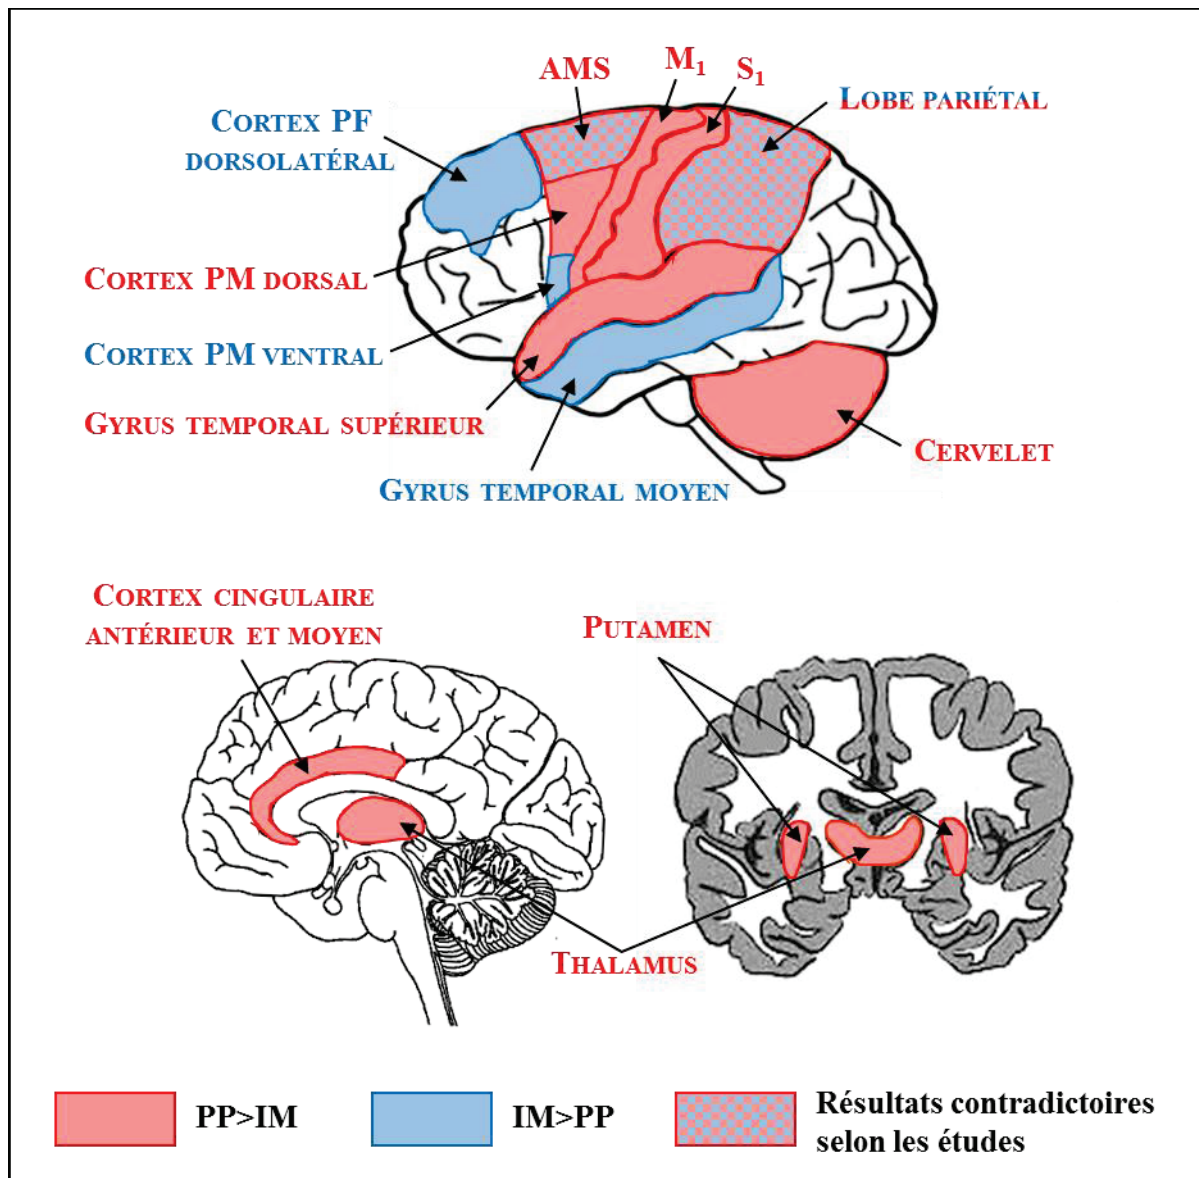 AMS
M1
S1
LOBE PARIÉTAL
CORTEX PF
DORSOLATÉRAL
CORTEX PM DORSAL
CORTEX PM VENTRAL
GYRUS TEMPORAL SUPÉRIEUR
CERVELET
GYRUS TEMPORAL MOYEN
CORTEX CINGULAIRE
ANTÉRIEUR ET MOYEN
PUTAMEN
THALAMUS
PP>IM
IM>PP
Résultats contradictoires
selon les études